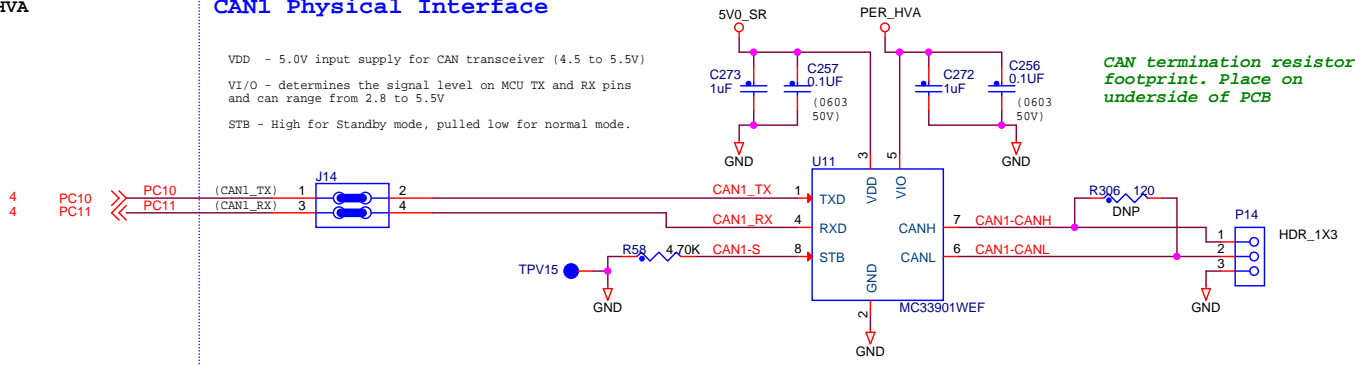 HVA
CAN1 Physical Interface
VDD - 5.0V input supply for CAN transceiver (4.5 to 5.5V)
VI/O - determines the signal level on MCU TX and RX pins
and can range from 2.8 to 5.5V
STB - High for Standby mode, pulled low for normal mode.
5V0_SR
PER_HVA
C273
1uF
C257
0.1UF
(0603
50V)
C272
1uF
C256
0.1UF
(0603
50V)
CAN termination resistor
footprint. Place on
underside of PCB
GND
GND
U11
3
5
VDD
VIO
4
PC10
PC10
(CAN1_TX)
1
J14
2
CAN1_TX
1
TXD
4
PC11
PC11
(CAN1_RX)
3
4
CAN1_RX
4
RXD
R58
4.70K
CAN1-S
8
STB
TPV15
GND
CANH
7
CAN1-CANH
CANL
6
CAN1-CANL
GND
2
MC33901WEF
GND
R306
120
DNP
P14
1
2
3
HDR_1X3
GND